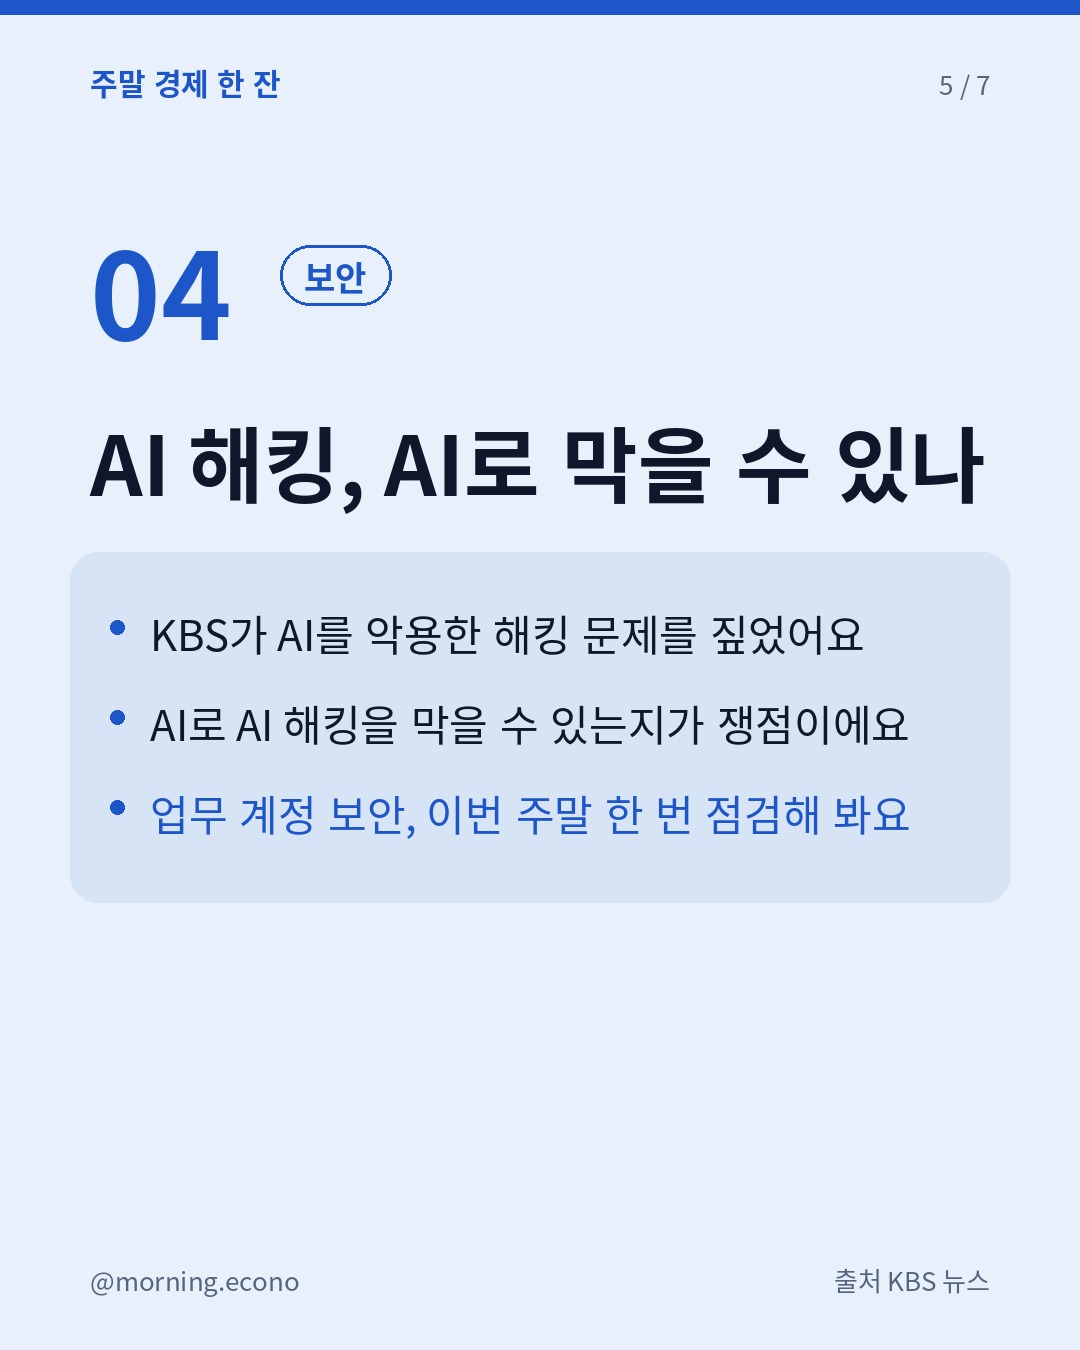 주말 경제 한 잔
5 / 7
04
보안
AI 해킹, AI로 막을 수 있나
• KBS가 AI를 악용한 해킹 문제를 짚었어요
• AI로 AI 해킹을 막을 수 있는지가 쟁점이에요
• 업무 계정 보안, 이번 주말 한 번 점검해 봐요
@morning.econo
출처 KBS 뉴스